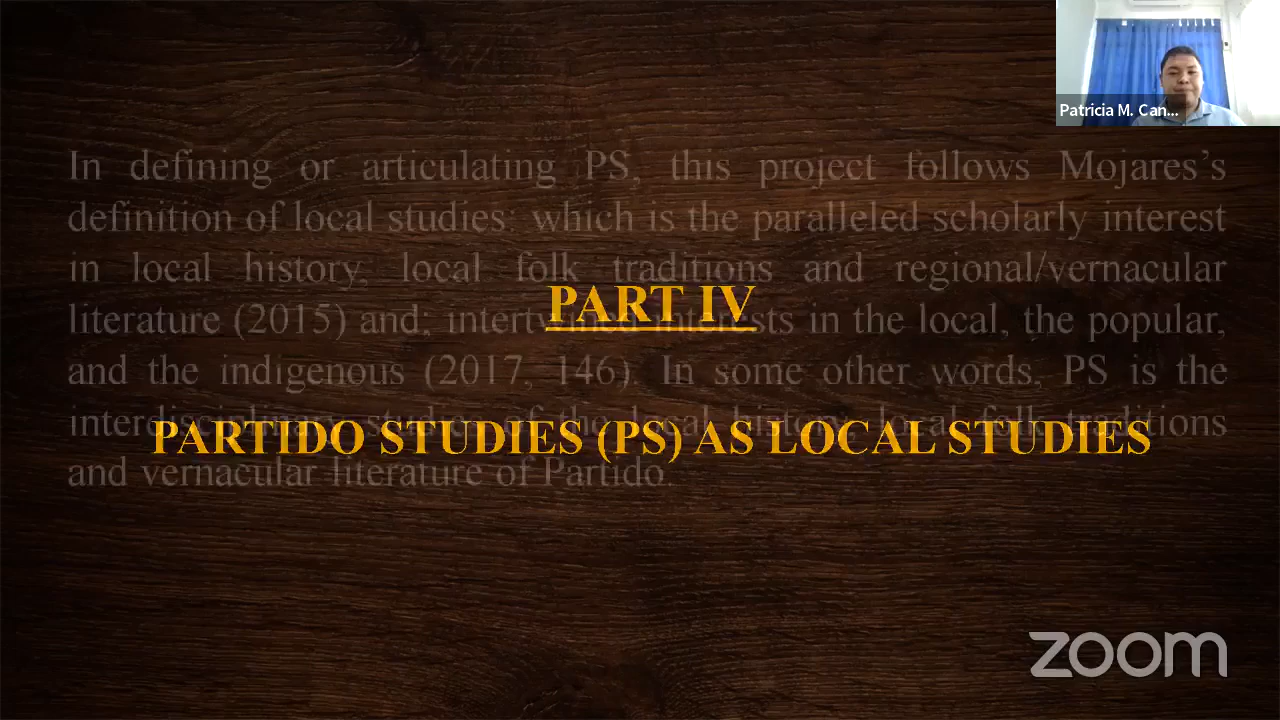 Patricia M. Can...
In defining or articulating PS, this project follows Mojares’s
definition of local studies: which is the paralleled scholarly interest
in local history, local folk traditions and regional/vernacular
PART IV
literature (2015) and; interests in the local, the popular,
and the indigenous (2017, 146). In some other words, PS is the
interdisciplinary studies of the local history, local folk traditions
PARTIDO STUDIES (PS) AS LOCAL STUDIES
and vernacular literature of Partido.
zoom